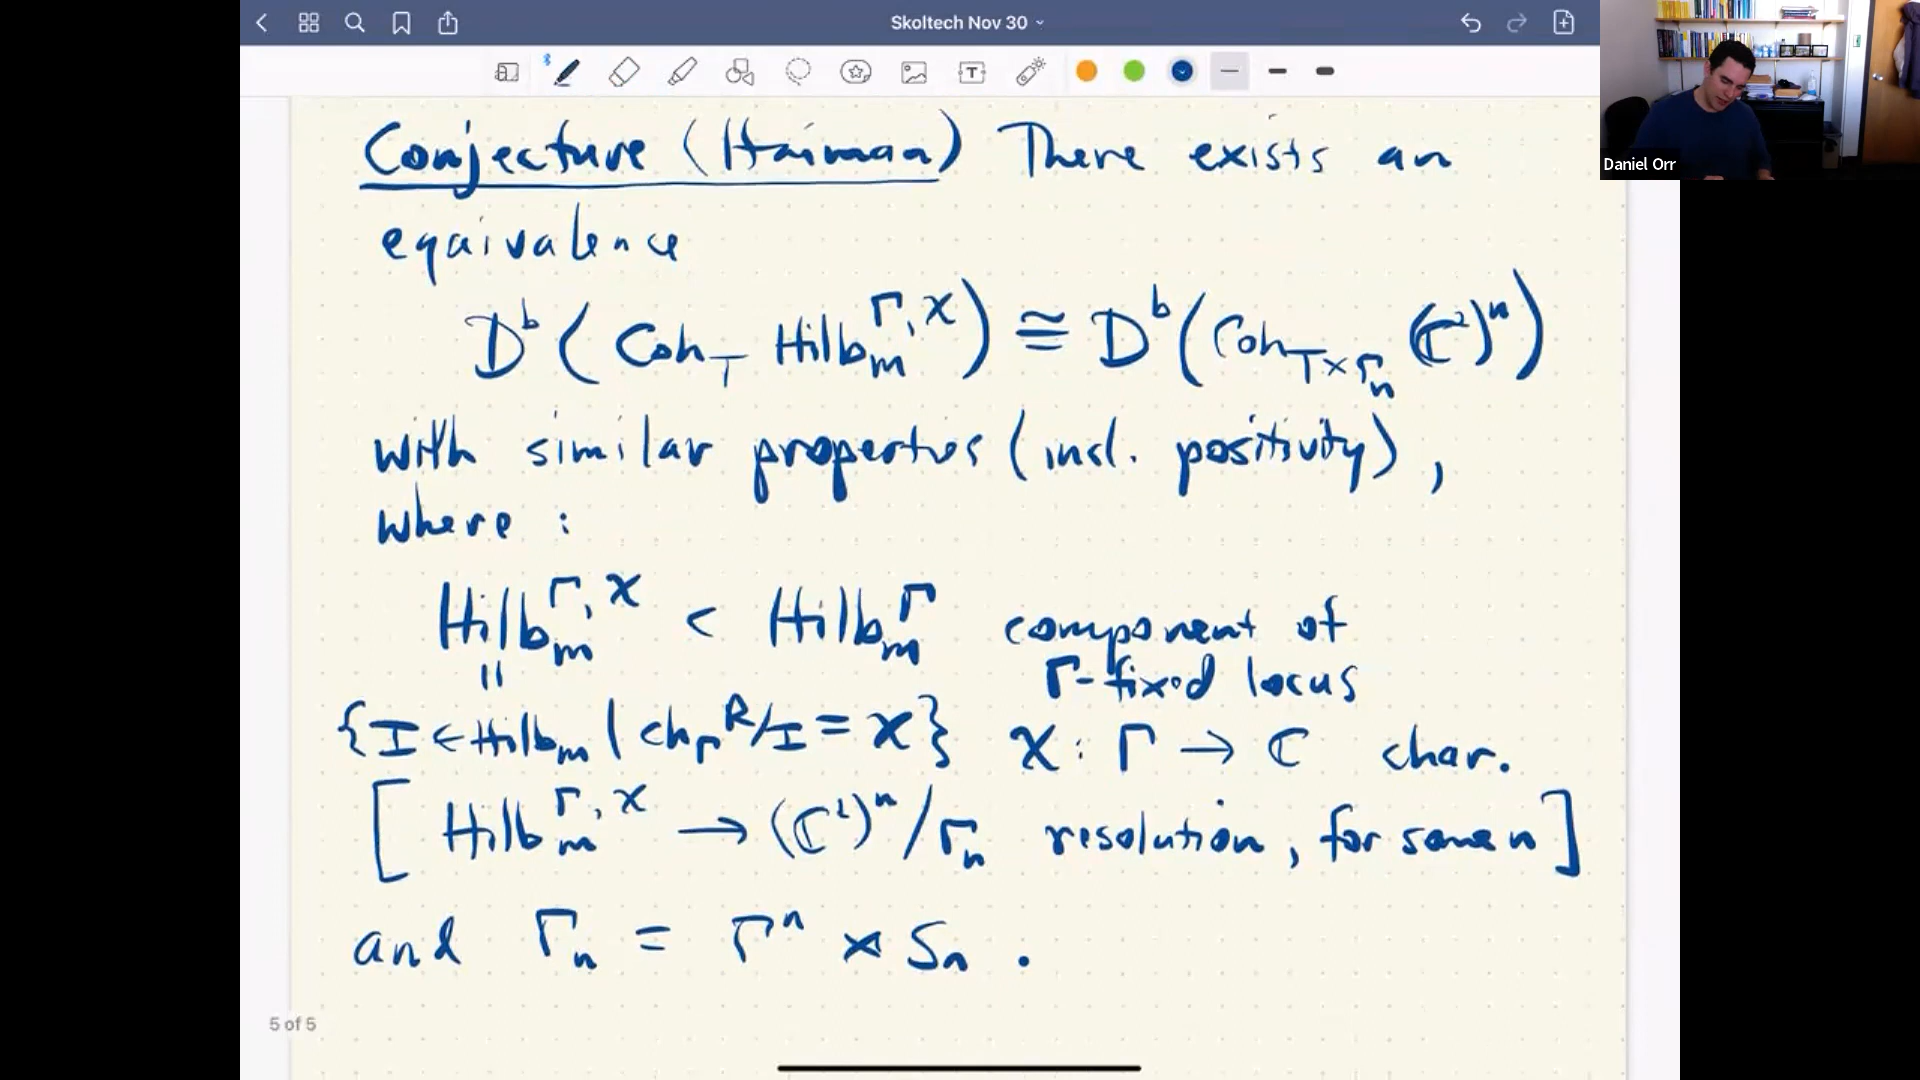 Skoltech Nov 30
Daniel Orr
Conjecture (Haiman) There exists an
equivalence
D^b ( Coh_T Hilb_m^{Γ,χ} ) ≅ D^b ( Coh_{T×Γ_n} (ℂ²)^n )
with similar properties (incl. positivity),
where :
Hilb_m^{Γ,χ} ⊂ Hilb_m^Γ component of
Γ-fixed locus
=
{I ∈ Hilb_m | ch_Γ R/I = χ} χ : Γ → ℂ char.
[ Hilb_m^{Γ,χ} → (ℂ²)^n / Γ_n resolution, for some n ]
and Γ_n = Γ^n ⋊ S_n .
5 of 5